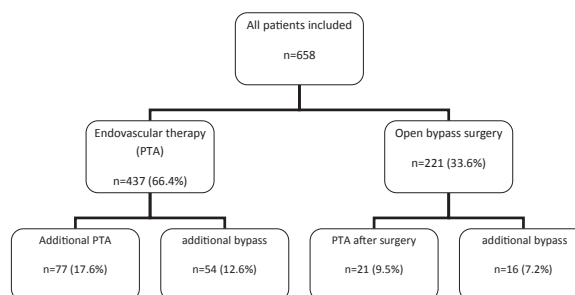 All patients included
n=658
Endovascular therapy
(PTA)
n=437 (66.4%)
Open bypass surgery
n=221 (33.6%)
Additional PTA
n=77 (17.6%)
additional bypass
n=54 (12.6%)
PTA after surgery
n=21 (9.5%)
additional bypass
n=16 (7.2%)